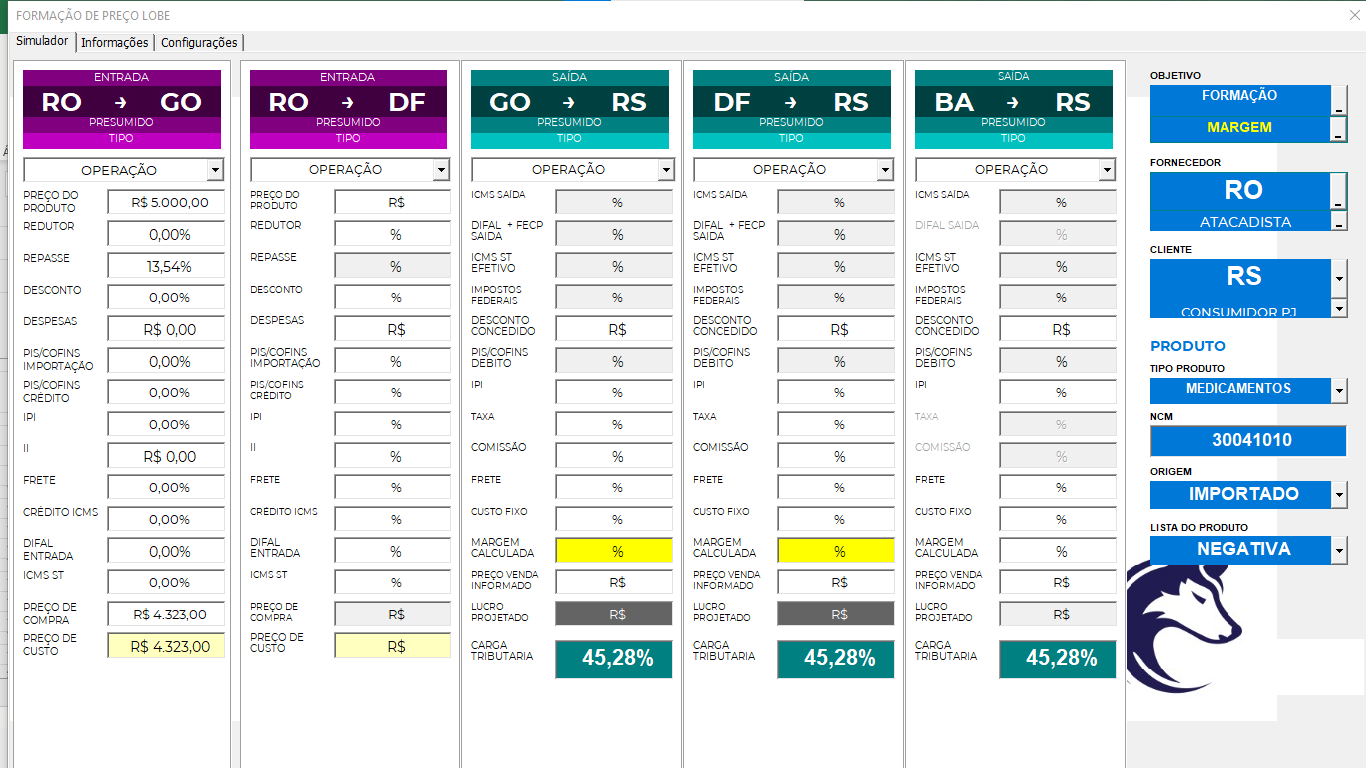 FORMAÇÃO DE PREÇO LOBE
Simulador
Informações
Configurações
ENTRADA
RO → GO
PRESUMIDO
TIPO
OPERAÇÃO
PREÇO DO PRODUTO R$ 5.000,00
REDUTOR 0,00%
REPASSE 13,54%
DESCONTO 0,00%
DESPESAS R$ 0,00
PIS/COFINS IMPORTAÇÃO 0,00%
PIS/COFINS CRÉDITO 0,00%
IPI 0,00%
II R$ 0,00
FRETE 0,00%
CRÉDITO ICMS 0,00%
DIFAL ENTRADA 0,00%
ICMS ST 0,00%
PREÇO DE COMPRA R$ 4.323,00
PREÇO DE CUSTO R$ 4.323,00
ENTRADA
RO → DF
PRESUMIDO
TIPO
OPERAÇÃO
PREÇO DO PRODUTO R$
REDUTOR %
REPASSE %
DESCONTO %
DESPESAS R$
PIS/COFINS IMPORTAÇÃO %
PIS/COFINS CRÉDITO %
IPI %
II %
FRETE %
CRÉDITO ICMS %
DIFAL ENTRADA %
ICMS ST %
PREÇO DE COMPRA R$
PREÇO DE CUSTO R$
SAÍDA
GO → RS
PRESUMIDO
TIPO
OPERAÇÃO
ICMS SAÍDA %
DIFAL + FECP SAIDA %
ICMS ST EFETIVO %
IMPOSTOS FEDERAIS %
DESCONTO CONCEDIDO R$
PIS/COFINS DEBITO %
IPI %
TAXA %
COMISSÃO %
FRETE %
CUSTO FIXO %
MARGEM CALCULADA %
PREÇO VENDA INFORMADO R$
LUCRO PROJETADO R$
CARGA TRIBUTARIA 45,28%
SAÍDA
DF → RS
PRESUMIDO
TIPO
OPERAÇÃO
ICMS SAÍDA %
DIFAL + FECP SAIDA %
ICMS ST EFETIVO %
IMPOSTOS FEDERAIS %
DESCONTO CONCEDIDO R$
PIS/COFINS DEBITO %
IPI %
TAXA %
COMISSÃO %
FRETE %
CUSTO FIXO %
MARGEM CALCULADA %
PREÇO VENDA INFORMADO R$
LUCRO PROJETADO R$
CARGA TRIBUTARIA 45,28%
SAÍDA
BA → RS
PRESUMIDO
TIPO
OPERAÇÃO
ICMS SAÍDA %
DIFAL SAIDA %
ICMS ST EFETIVO %
IMPOSTOS FEDERAIS %
DESCONTO CONCEDIDO R$
PIS/COFINS DEBITO %
IPI %
TAXA %
COMISSÃO %
FRETE %
CUSTO FIXO %
MARGEM CALCULADA %
PREÇO VENDA INFORMADO R$
LUCRO PROJETADO R$
CARGA TRIBUTARIA 45,28%
OBJETIVO
FORMAÇÃO
MARGEM
FORNECEDOR
RO
ATACADISTA
CLIENTE
RS
CONSUMIDOR PJ
PRODUTO
TIPO PRODUTO
MEDICAMENTOS
NCM
30041010
ORIGEM
IMPORTADO
LISTA DO PRODUTO
NEGATIVA